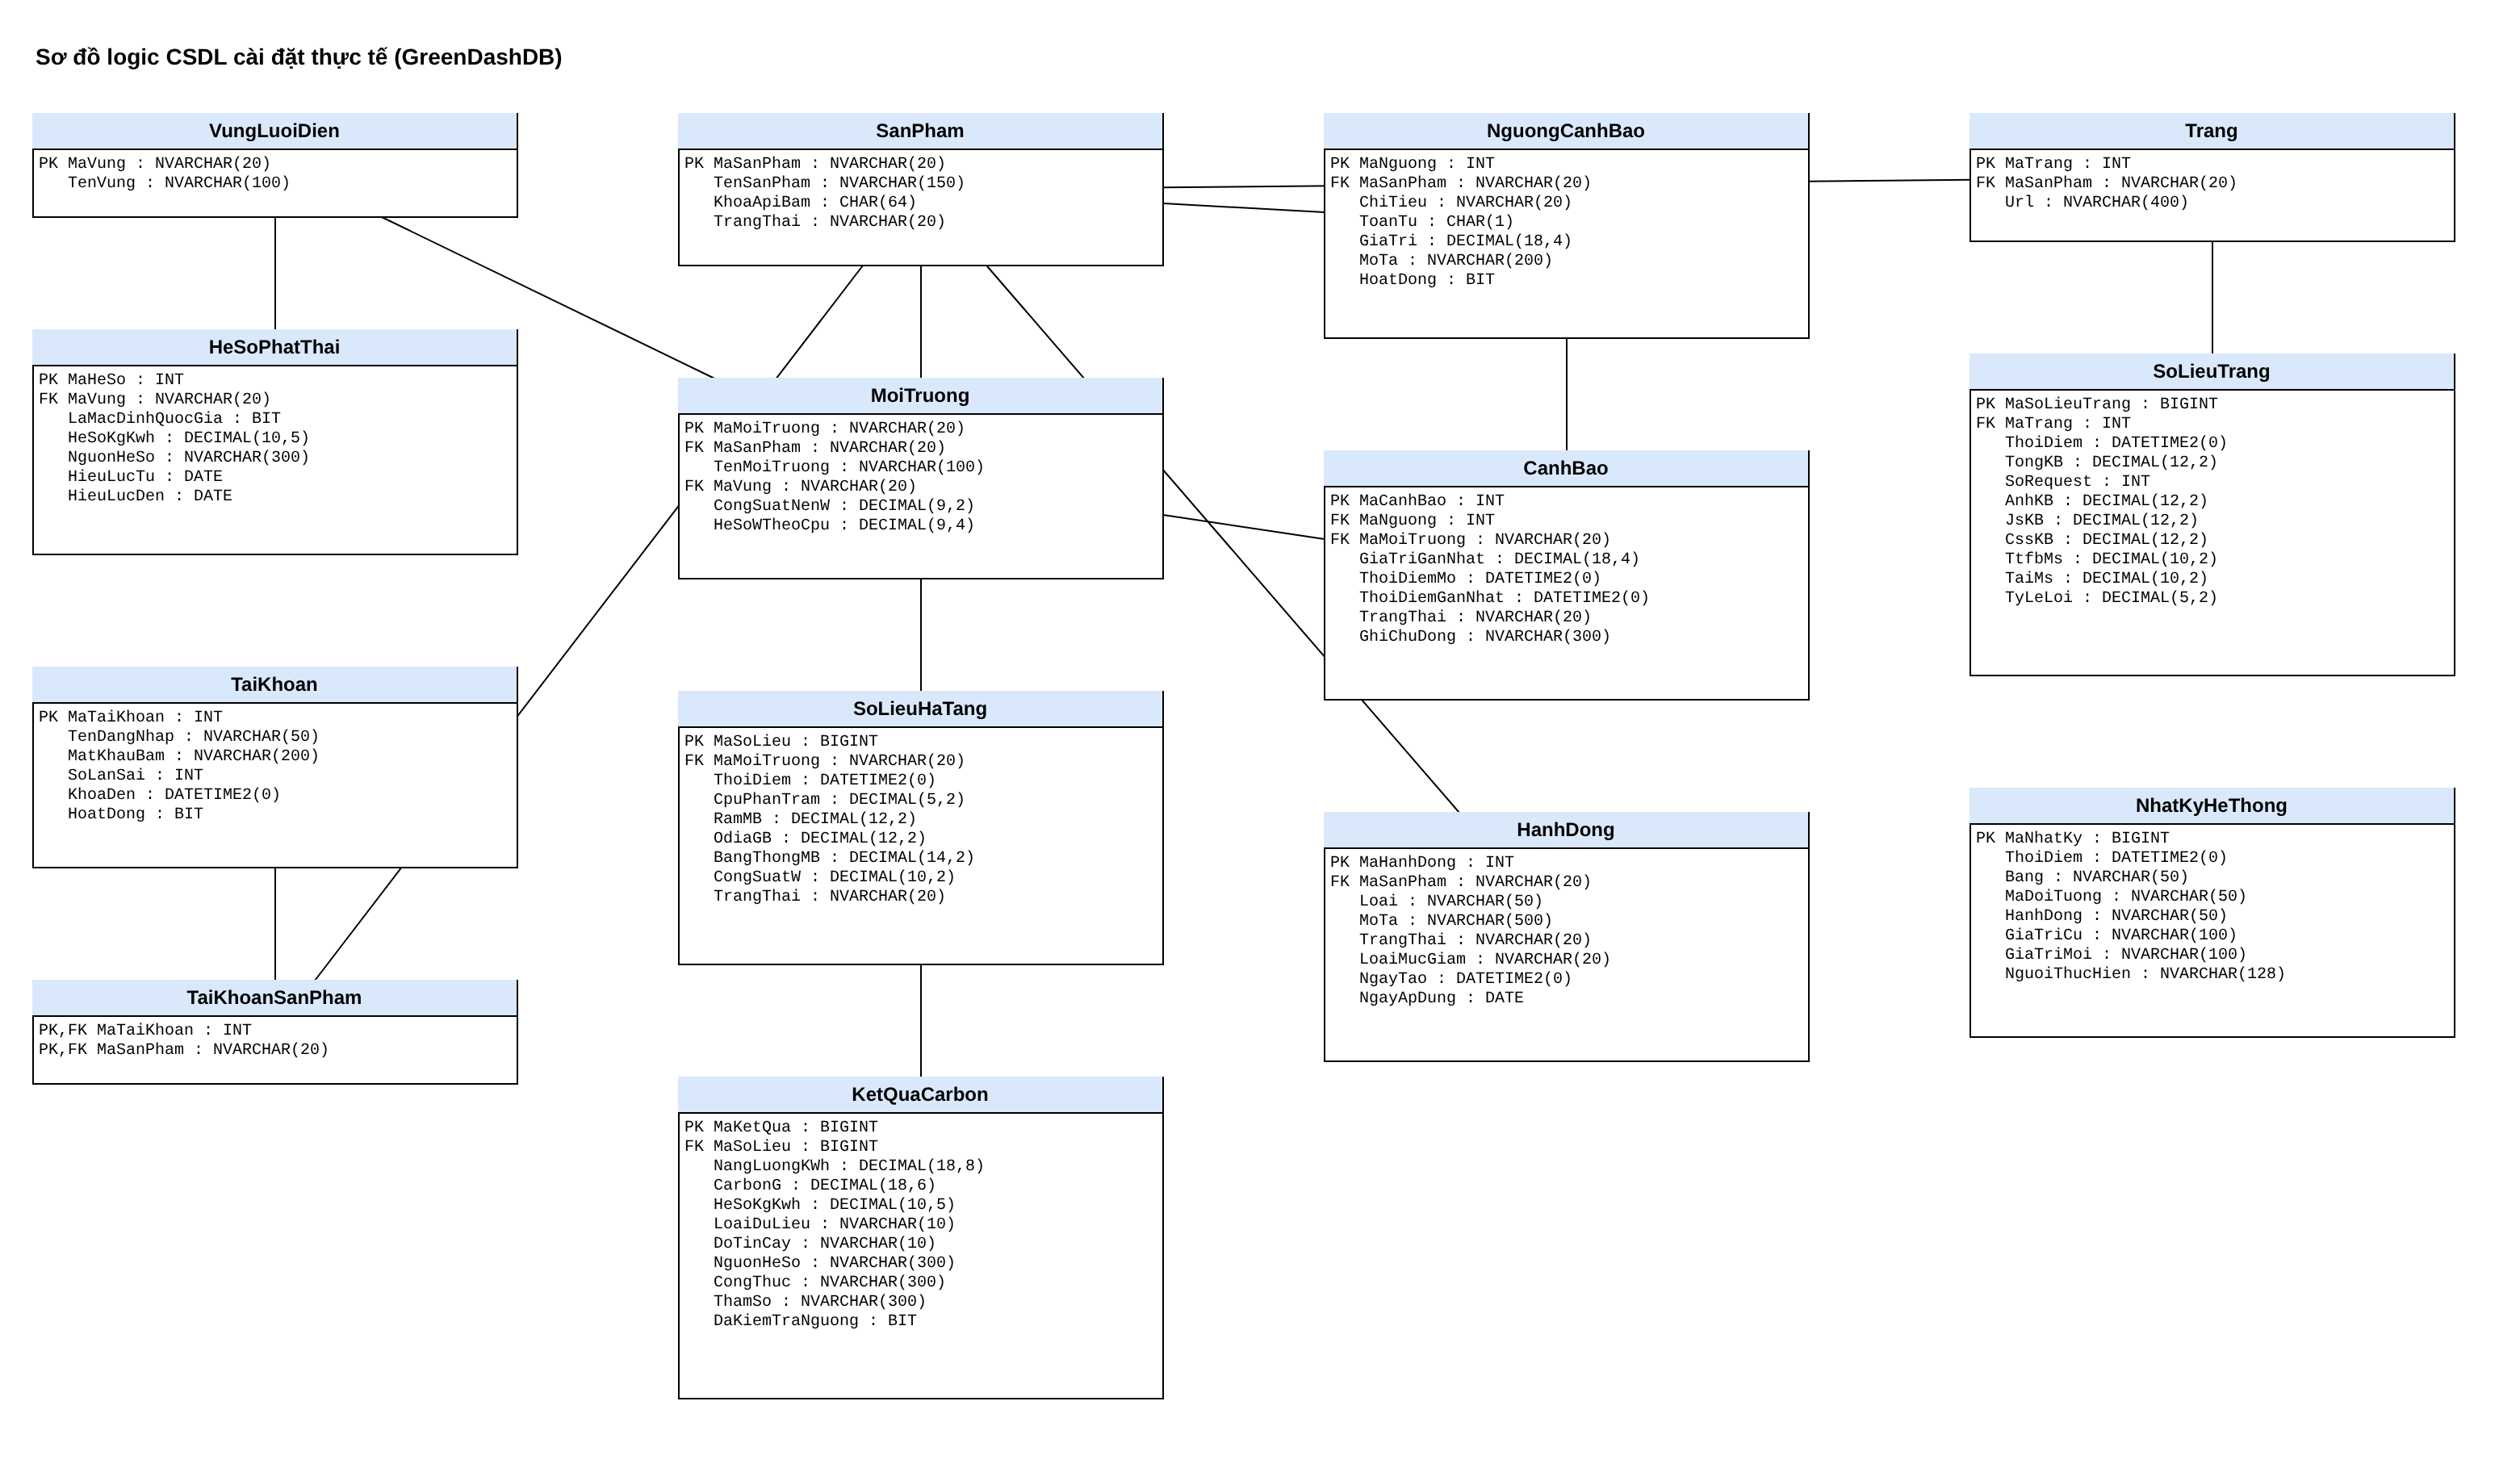 Sơ đồ logic CSDL cài đặt thực tế (GreenDashDB)
VungLuoiDien
PK MaVung : NVARCHAR(20)
TenVung : NVARCHAR(100)
SanPham
PK MaSanPham : NVARCHAR(20)
TenSanPham : NVARCHAR(150)
KhoaApiBam : CHAR(64)
TrangThai : NVARCHAR(20)
NguongCanhBao
PK MaNguong : INT
FK MaSanPham : NVARCHAR(20)
ChiTieu : NVARCHAR(20)
ToanTu : CHAR(1)
GiaTri : DECIMAL(18,4)
MoTa : NVARCHAR(200)
HoatDong : BIT
Trang
PK MaTrang : INT
FK MaSanPham : NVARCHAR(20)
Url : NVARCHAR(400)
HeSoPhatThai
PK MaHeSo : INT
FK MaVung : NVARCHAR(20)
LaMacDinhQuocGia : BIT
HeSoKgKwh : DECIMAL(10,5)
NguonHeSo : NVARCHAR(300)
HieuLucTu : DATE
HieuLucDen : DATE
MoiTruong
PK MaMoiTruong : NVARCHAR(20)
FK MaSanPham : NVARCHAR(20)
TenMoiTruong : NVARCHAR(100)
FK MaVung : NVARCHAR(20)
CongSuatNenW : DECIMAL(9,2)
HeSoWTheoCpu : DECIMAL(9,4)
CanhBao
PK MaCanhBao : INT
FK MaNguong : INT
FK MaMoiTruong : NVARCHAR(20)
GiaTriGanNhat : DECIMAL(18,4)
ThoiDiemMo : DATETIME2(0)
ThoiDiemGanNhat : DATETIME2(0)
TrangThai : NVARCHAR(20)
GhiChuDong : NVARCHAR(300)
SoLieuTrang
PK MaSoLieuTrang : BIGINT
FK MaTrang : INT
ThoiDiem : DATETIME2(0)
TongKB : DECIMAL(12,2)
SoRequest : INT
AnhKB : DECIMAL(12,2)
JsKB : DECIMAL(12,2)
CssKB : DECIMAL(12,2)
TtfbMs : DECIMAL(10,2)
TaiMs : DECIMAL(10,2)
TyLeLoi : DECIMAL(5,2)
TaiKhoan
PK MaTaiKhoan : INT
TenDangNhap : NVARCHAR(50)
MatKhauBam : NVARCHAR(200)
SoLanSai : INT
KhoaDen : DATETIME2(0)
HoatDong : BIT
SoLieuHaTang
PK MaSoLieu : BIGINT
FK MaMoiTruong : NVARCHAR(20)
ThoiDiem : DATETIME2(0)
CpuPhanTram : DECIMAL(5,2)
RamMB : DECIMAL(12,2)
OdiaGB : DECIMAL(12,2)
BangThongMB : DECIMAL(14,2)
CongSuatW : DECIMAL(10,2)
TrangThai : NVARCHAR(20)
HanhDong
PK MaHanhDong : INT
FK MaSanPham : NVARCHAR(20)
Loai : NVARCHAR(50)
MoTa : NVARCHAR(500)
TrangThai : NVARCHAR(20)
LoaiMucGiam : NVARCHAR(20)
NgayTao : DATETIME2(0)
NgayApDung : DATE
NhatKyHeThong
PK MaNhatKy : BIGINT
ThoiDiem : DATETIME2(0)
Bang : NVARCHAR(50)
MaDoiTuong : NVARCHAR(50)
HanhDong : NVARCHAR(50)
GiaTriCu : NVARCHAR(100)
GiaTriMoi : NVARCHAR(100)
NguoiThucHien : NVARCHAR(128)
TaiKhoanSanPham
PK,FK MaTaiKhoan : INT
PK,FK MaSanPham : NVARCHAR(20)
KetQuaCarbon
PK MaKetQua : BIGINT
FK MaSoLieu : BIGINT
NangLuongKWh : DECIMAL(18,8)
CarbonG : DECIMAL(18,6)
HeSoKgKwh : DECIMAL(10,5)
LoaiDuLieu : NVARCHAR(10)
DoTinCay : NVARCHAR(10)
NguonHeSo : NVARCHAR(300)
CongThuc : NVARCHAR(300)
ThamSo : NVARCHAR(300)
DaKiemTraNguong : BIT